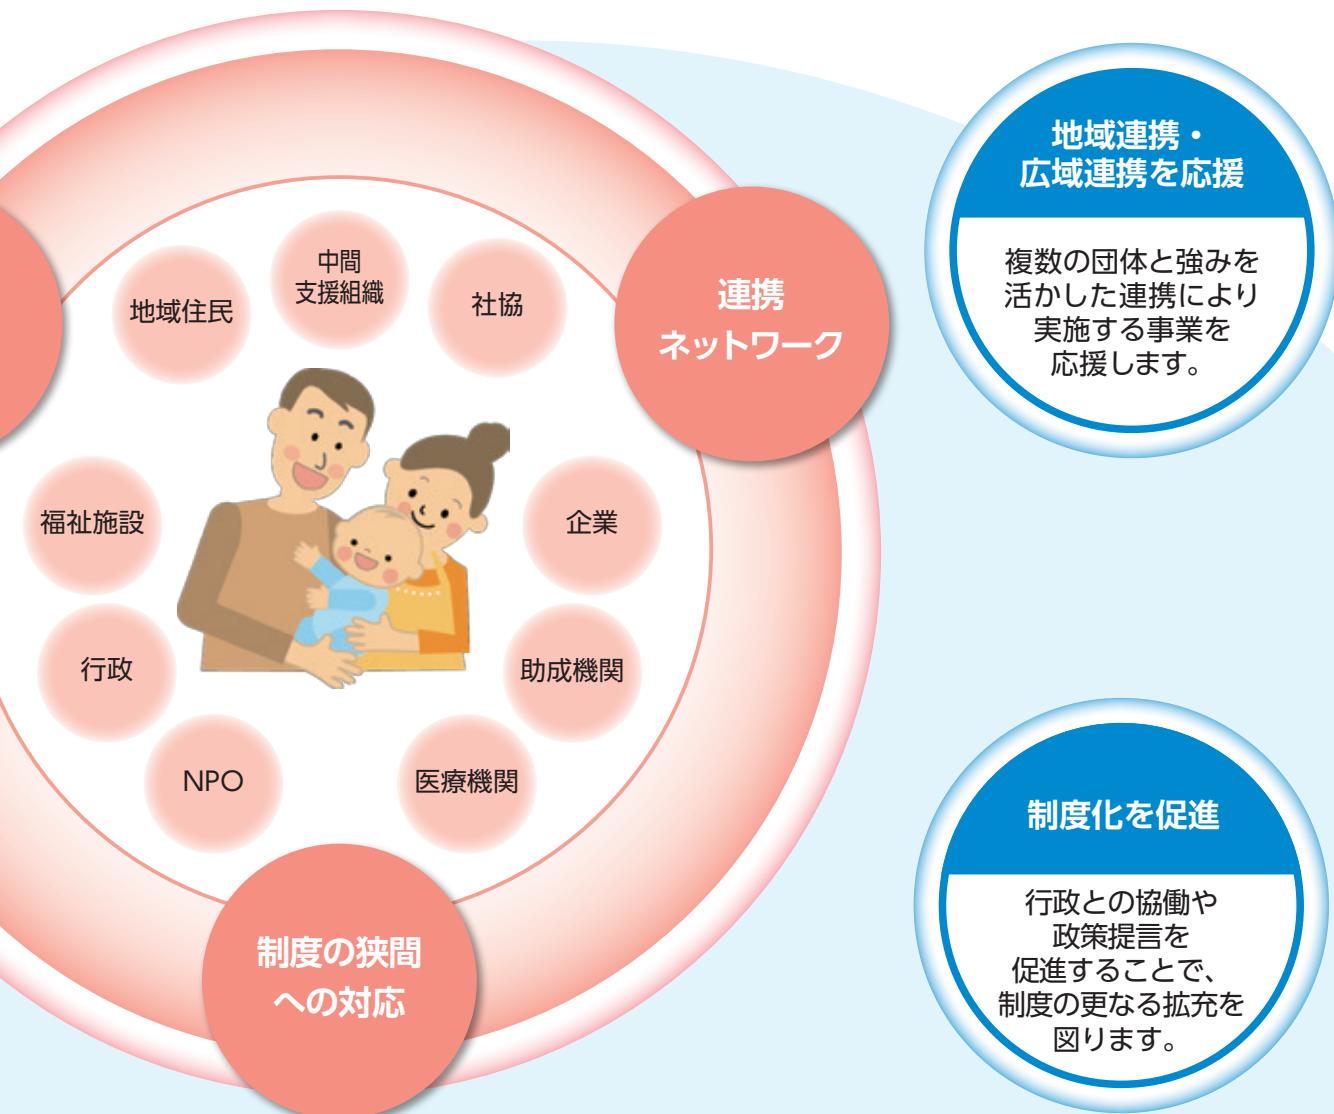 中間
支援組織
地域住民
社協
福祉施設
企業
行政
助成機関
NPO
医療機関
連携
ネットワーク
制度の狭間
への対応
地域連携・
広域連携を応援
複数の団体と強みを
活かした連携により
実施する事業を
応援します。
制度化を促進
行政との協働や
政策提言を
促進することで、
制度の更なる拡充を
図ります。